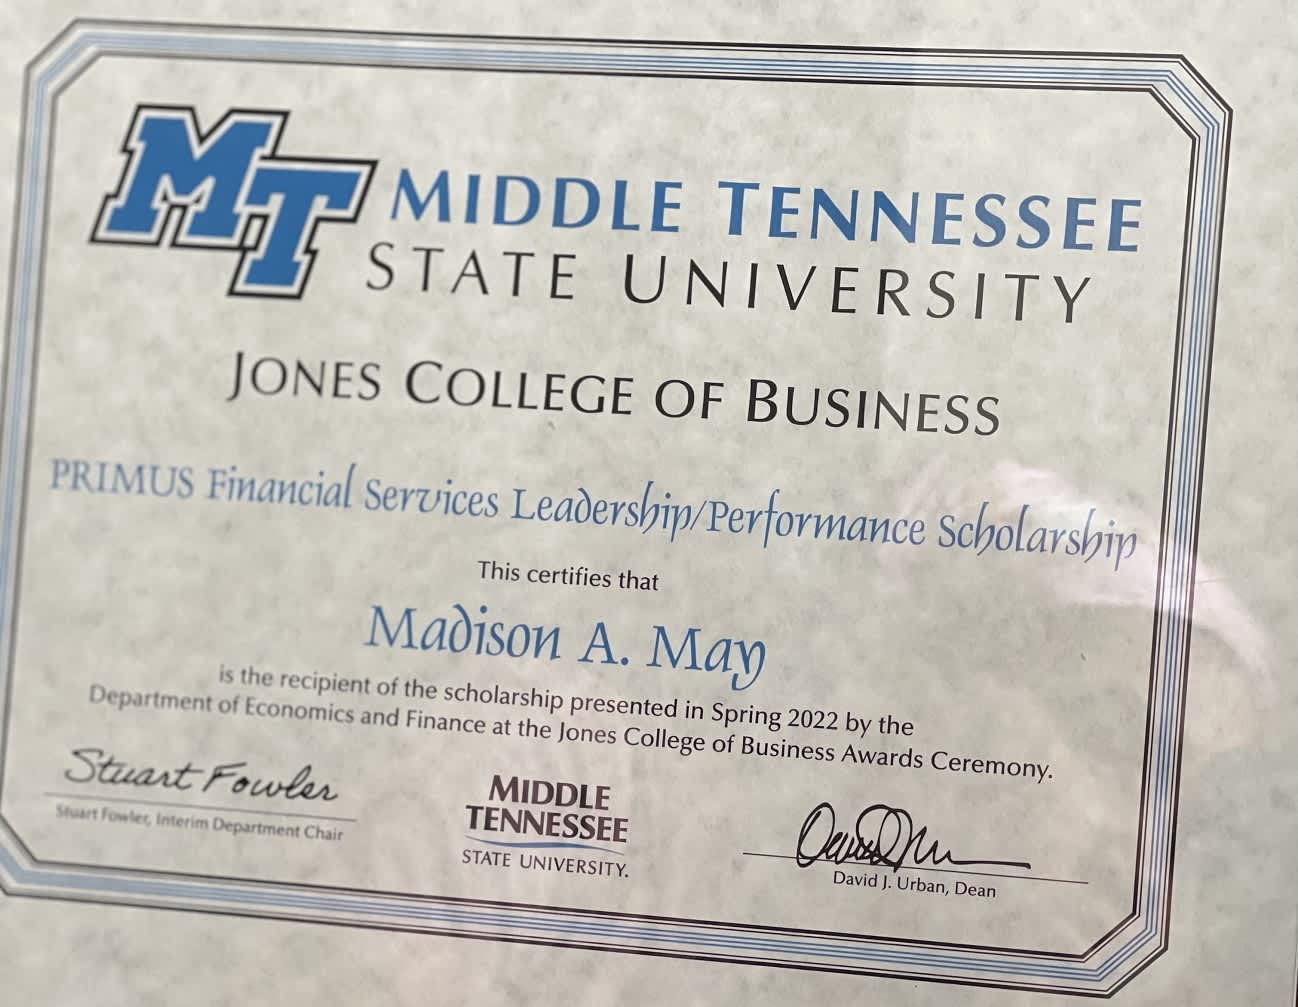 MT
MIDDLE TENNESSEE
STATE UNIVERSITY
JONES COLLEGE OF BUSINESS
PRIMUS Financial Services Leadership/Performance Scholarship
This certifies that
Madison A. May
is the recipient of the scholarship presented in Spring 2022 by the
Department of Economics and Finance at the Jones College of Business Awards Ceremony.
Stuart Fowler
Stuart Fowler, Interim Department Chair
MIDDLE
TENNESSEE
STATE UNIVERSITY.
David J. Urban, Dean